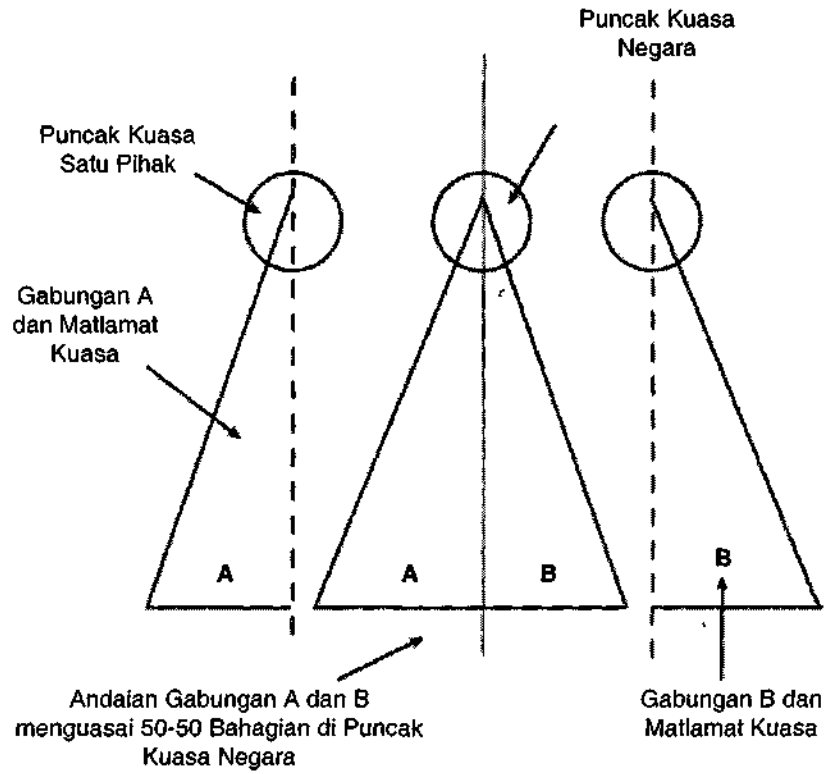 Puncak Kuasa
Negara
Puncak Kuasa
Satu Pihak
Gabungan A
dan Matlamat
Kuasa
A
A
B
B
Andaian Gabungan A dan B
menguasai 50-50 Bahagian di Puncak
Kuasa Negara
Gabungan B dan
Matlamat Kuasa